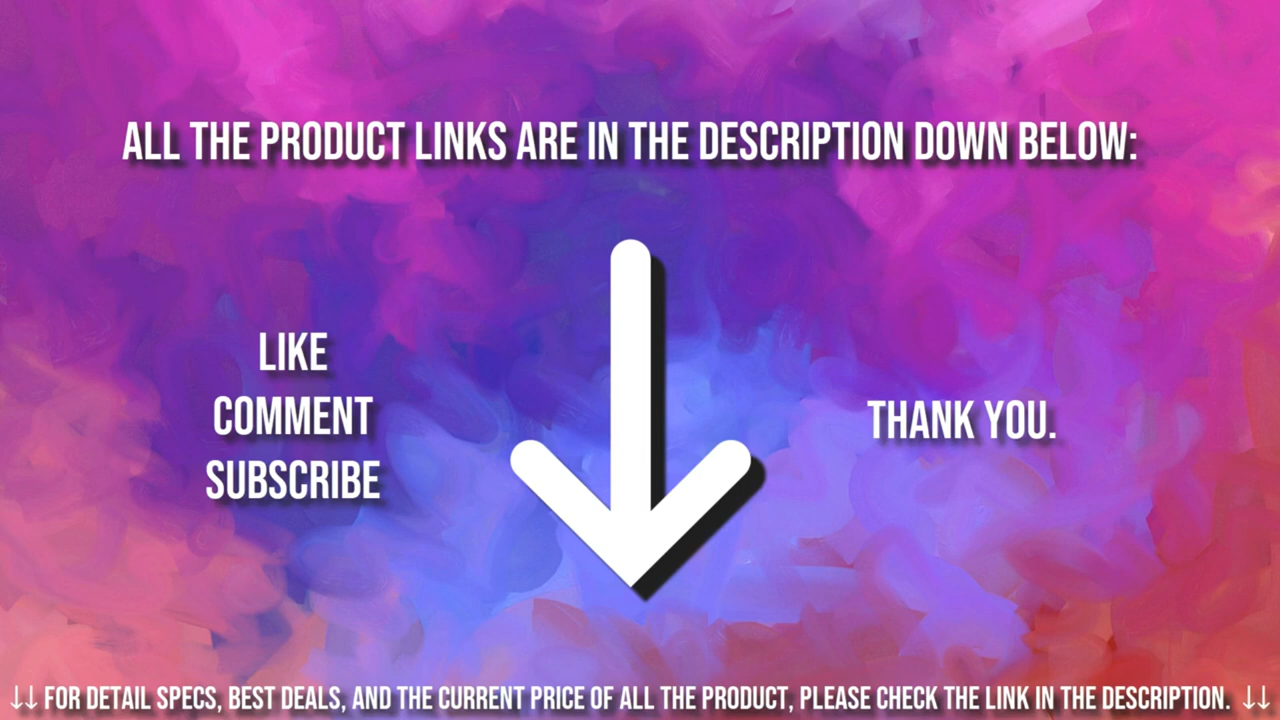 ALL THE PRODUCT LINKS ARE IN THE DESCRIPTION DOWN BELOW:
LIKE
COMMENT
SUBSCRIBE
THANK YOU.
↓↓ FOR DETAIL SPECS, BEST DEALS, AND THE CURRENT PRICE OF ALL THE PRODUCT, PLEASE CHECK THE LINK IN THE DESCRIPTION. ↓↓